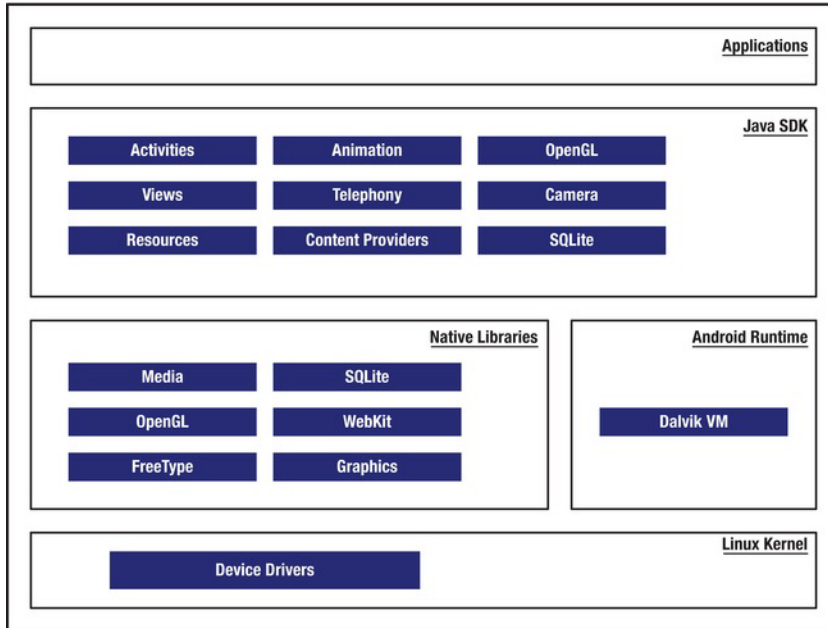 Applications
Java SDK
Activities
Animation
OpenGL
Views
Telephony
Camera
Resources
Content Providers
SQLite
Native Libraries
Media
SQLite
OpenGL
WebKit
FreeType
Graphics
Android Runtime
Dalvik VM
Linux Kernel
Device Drivers